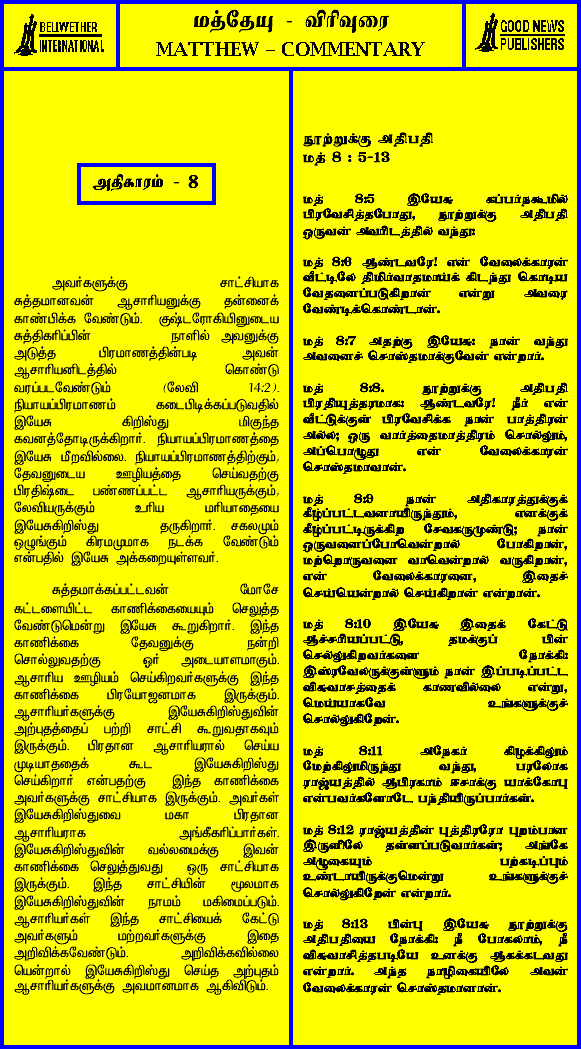 BELIWETHER
INTERNATIONAL
மத்தேயு - விரிவுரை
MATTHEW – COMMENTARY
GOOD NEWS
PUBLISHERS
அதிகாரம் - 8
அவர்களுக்கு சாட்சியாக
சுத்தமானவன் ஆசாரியனுக்கு தன்னைக்
காண்பிக்க வேண்டும். குஷ்டரோகியினுடைய
சுத்திகரிப்பின் நாளில் அவனுக்கு
அடுத்த பிரமாணத்தின்படி அவன்
ஆசாரியனிடத்தில் கொண்டு
வரப்படவேண்டும் (லேவி 14:2).
நியாயப்பிரமாணம் கடைபிடிக்கப்படுவதில்
இயேசு கிறிஸ்து மிகுந்த
கவனத்தோடிருக்கிறார். நியாயப்பிரமாணத்தை
இயேசு மீறவில்லை. நியாயப்பிரமாணத்திற்கும்,
தேவனுடைய ஊழியத்தை செய்வதற்கு
பிரதிஷ்டை பண்ணப்பட்ட ஆசாரியருக்கும்,
லேவியருக்கும் உரிய மரியாதையை
இயேசுகிறிஸ்து தருகிறார். சகலமும்
ஒழுங்கும் கிரமமுமாக நடக்க வேண்டும்
என்பதில் இயேசு அக்கறையுள்ளவர்.
சுத்தமாக்கப்பட்டவன் மோசே
கட்டளையிட்ட காணிக்கையையும் செலுத்த
வேண்டுமென்று இயேசு கூறுகிறார். இந்த
காணிக்கை தேவனுக்கு நன்றி
சொல்லுவதற்கு ஓர் அடையாளமாகும்.
ஆசாரிய ஊழியம் செய்கிறவர்களுக்கு இந்த
காணிக்கை பிரயோஜனமாக இருக்கும்.
ஆசாரியர்களுக்கு இயேசுகிறிஸ்துவின்
அற்புதத்தைப் பற்றி சாட்சி கூறுவதாகவும்
இருக்கும். பிரதான ஆசாரியரால் செய்ய
முடியாததைக் கூட இயேசுகிறிஸ்து
செய்கிறார் என்பதற்கு இந்த காணிக்கை
அவர்களுக்கு சாட்சியாக இருக்கும். அவர்கள்
இயேசுகிறிஸ்துவை மகா பிரதான
ஆசாரியராக அங்கீகரிப்பார்கள்.
இயேசுகிறிஸ்துவின் வல்லமைக்கு இவன்
காணிக்கை செலுத்துவது ஒரு சாட்சியாக
இருக்கும். இந்த சாட்சியின் மூலமாக
இயேசுகிறிஸ்துவின் நாமம் மகிமைப்படும்.
ஆசாரியர்கள் இந்த சாட்சியைக் கேட்டு
அவர்களும் மற்றவர்களுக்கு இதை
அறிவிக்கவேண்டும். அறிவிக்கவில்லை
யென்றால் இயேசுகிறிஸ்து செய்த அற்புதம்
ஆசாரியர்களுக்கு அவமானமாக ஆகிவிடும்.
நூற்றுக்கு அதிபதி
மத் 8 : 5-13
மத் 8:5 இயேசு கப்பர்நகூமில்
பிரவேசித்தபோது, நூற்றுக்கு அதிபதி
ஒருவன் அவரிடத்தில் வந்து:
மத் 8:6 ஆண்டவரே! என் வேலைக்காரன்
வீட்டிலே திமிர்வாதமாய்க் கிடந்து கொடிய
வேதனைப்படுகிறான் என்று அவரை
வேண்டிக்கொண்டான்.
மத் 8:7 அதற்கு இயேசு: நான் வந்து
அவனைச் சொஸ்தமாக்குவேன் என்றார்.
மத் 8:8. நூற்றுக்கு அதிபதி
பிரதியுத்தரமாக: ஆண்டவரே! நீர் என்
வீட்டுக்குள் பிரவேசிக்க நான் பாத்திரன்
அல்ல; ஒரு வார்த்தைமாத்திரம் சொல்லும்,
அப்பொழுது என் வேலைக்காரன்
சொஸ்தமாவான்.
மத் 8:9 நான் அதிகாரத்துக்குக்
கீழ்ப்பட்டவனாயிருந்தும், எனக்குக்
கீழ்ப்பட்டிருக்கிற சேவகருமுண்டு; நான்
ஒருவனைப்போவென்றால் போகிறான்,
மற்றொருவனை வாவென்றால் வருகிறான்,
என் வேலைக்காரனை, இதைச்
செய்யென்றால் செய்கிறான் என்றான்.
மத் 8:10 இயேசு இதைக் கேட்டு
ஆச்சரியப்பட்டு, தமக்குப் பின்
செல்லுகிறவர்களை நோக்கி:
இஸ்ரவேலருக்குள்ளும் நான் இப்படிப்பட்ட
விசுவாசத்தைக் காணவில்லை என்று,
மெய்யாகவே உங்களுக்குச்
சொல்லுகிறேன்.
மத் 8:11 அநேகர் கிழக்கிலும்
மேற்கிலுமிருந்து வந்து, பரலோக
ராஜ்யத்தில் ஆபிரகாம் ஈசாக்கு யாக்கோபு
என்பவர்களோடே பந்தியிருப்பார்கள்.
மத் 8:12 ராஜ்யத்தின் புத்திரரோ புறம்பான
இருளிலே தள்ளப்படுவார்கள்; அங்கே
அழுகையும் பற்கடிப்பும்
உண்டாயிருக்குமென்று உங்களுக்குச்
சொல்லுகிறேன் என்றார்.
மத் 8:13 பின்பு இயேசு நூற்றுக்கு
அதிபதியை நோக்கி: நீ போகலாம், நீ
விசுவாசித்தபடியே உனக்கு ஆகக்கடவது
என்றார். அந்த நாழிகையிலே அவன்
வேலைக்காரன் சொஸ்தமானான்.